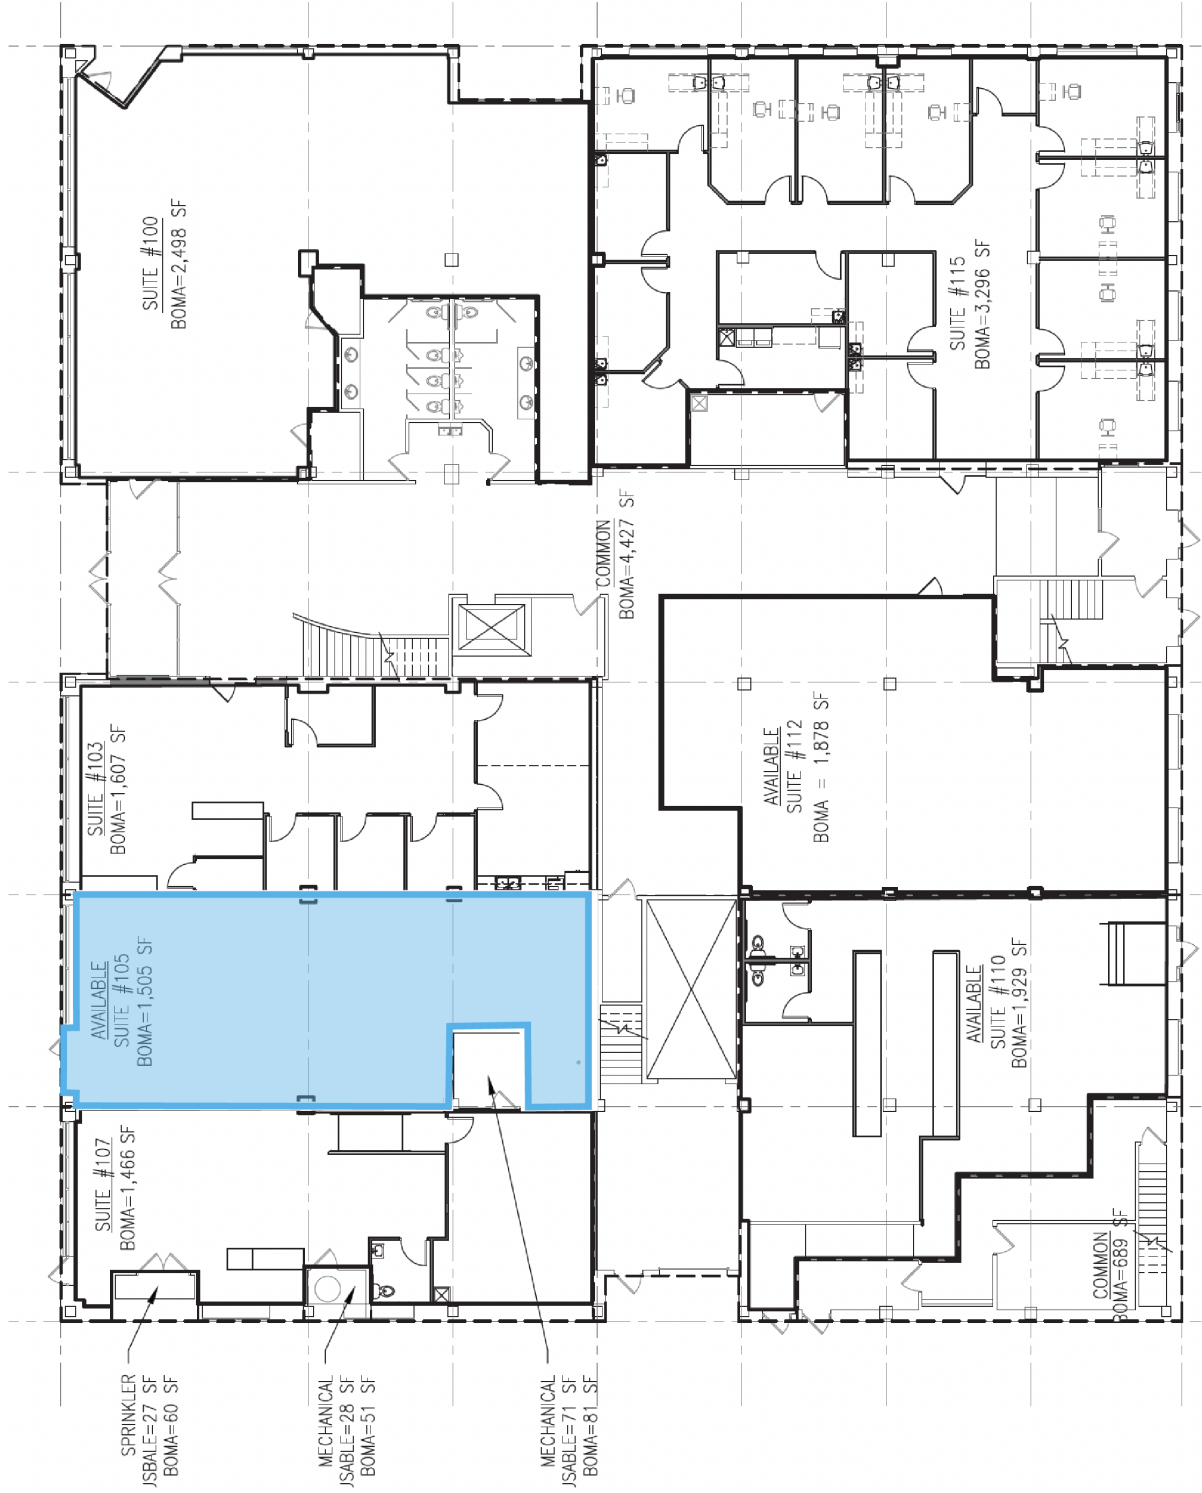 SUITE #100
BOMA=2,498 SF
SUITE #115
BOMA=3,296 SF
COMMON
BOMA=4,427 SF
SUITE #103
BOMA=1,607 SF
AVAILABLE
SUITE #112
BOMA = 1,878 SF
AVAILABLE
SUITE #105
BOMA=1,505 SF
AVAILABLE
SUITE #110
BOMA=1,929 SF
SUITE #107
BOMA=1,466 SF
COMMON
BOMA=689 SF
SPRINKLER
JSBALE=27 SF
BOMA=60 SF
MECHANICAL
JSABLE=28 SF
BOMA=51 SF
MECHANICAL
JSABLE=71 SF
BOMA=81 SF